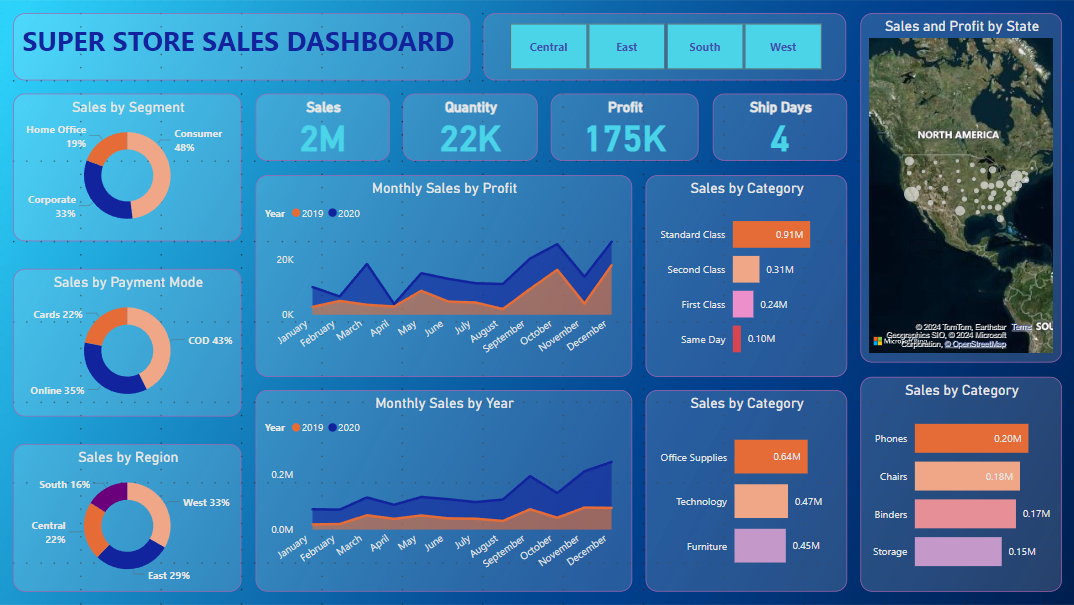 SUPER STORE SALES DASHBOARD
Central
East
South
West
Sales and Profit by State
NORTH AMERICA
© 2024 TomTom, Earthstar
Terms
SOU
Geographics SIO, © 2024 Microsoft
Corporation, © OpenStreetMap
Sales by Segment
Home Office
19%
Consumer
48%
Corporate
33%
Sales
2M
Quantity
22K
Profit
175K
Ship Days
4
Monthly Sales by Profit
Year
2019
2020
20K
0K
January
February
March
April
May
June
July
August
September
October
November
December
Sales by Category
Standard Class
0.91M
Second Class
0.31M
First Class
0.24M
Same Day
0.10M
Sales by Payment Mode
Cards 22%
COD 43%
Online 35%
Monthly Sales by Year
Year
2019
2020
0.2M
0.0M
January
February
March
April
May
June
July
August
September
October
November
December
Sales by Category
Office Supplies
0.64M
Technology
0.47M
Furniture
0.45M
Sales by Category
Phones
0.20M
Chairs
0.18M
Binders
0.17M
Storage
0.15M
Sales by Region
South 16%
West 33%
Central
22%
East 29%